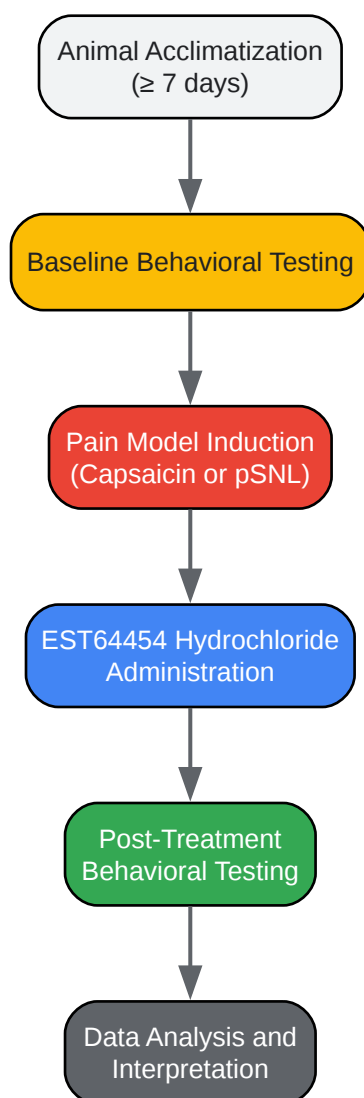 Animal Acclimatization
(≥ 7 days)
Baseline Behavioral Testing
Pain Model Induction
(Capsaicin or pSNL)
EST64454 Hydrochloride
Administration
Post-Treatment
Behavioral Testing
Data Analysis and
Interpretation